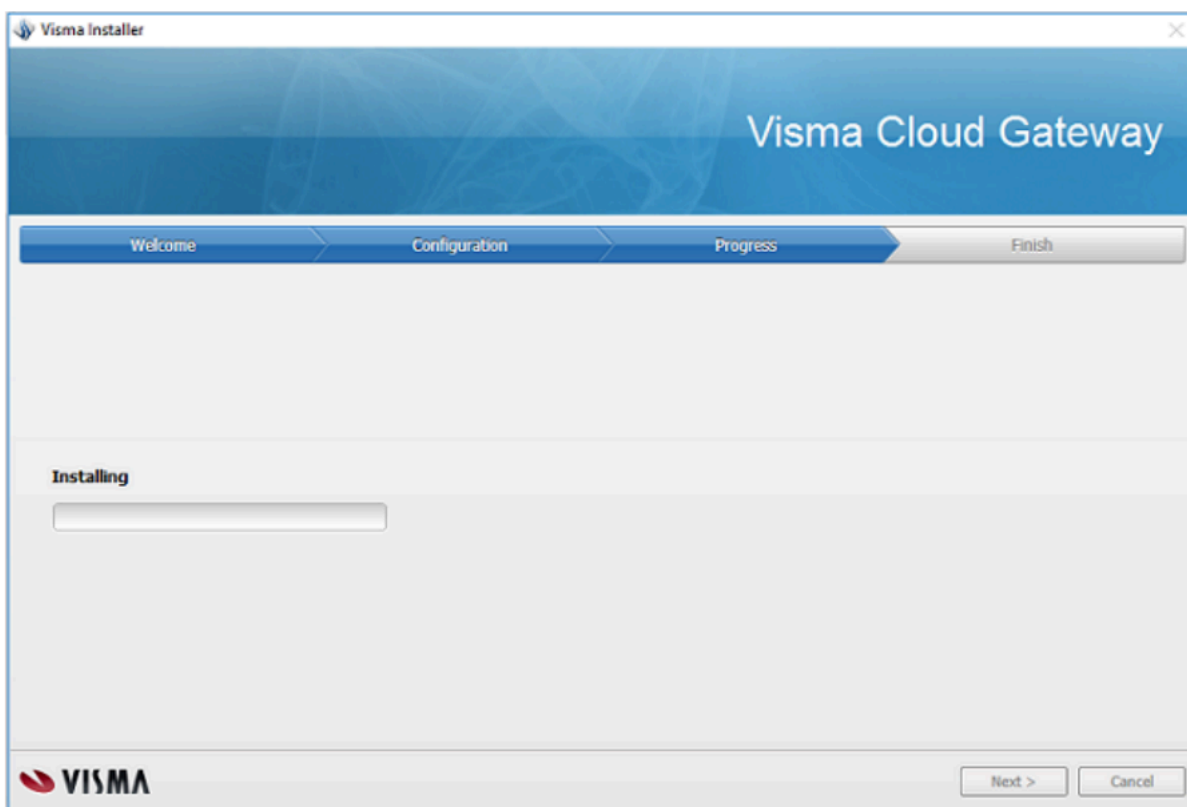 Visma Installer
Visma Cloud Gateway
Welcome Configuration Progress Finish
Installing
VISMA Next > Cancel